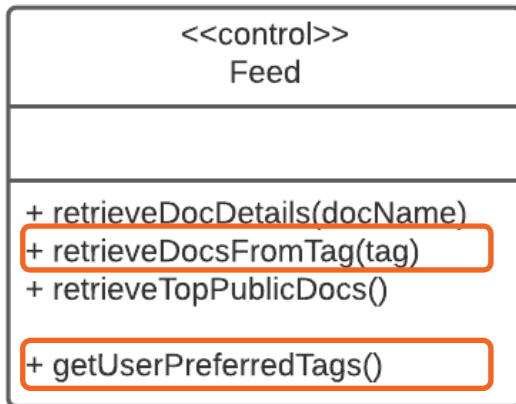 <<control>>
Feed
+ retrieveDocDetails(docName)
+ retrieveDocsFromTag(tag)
+ retrieveTopPublicDocs()
+ getUserPreferredTags()